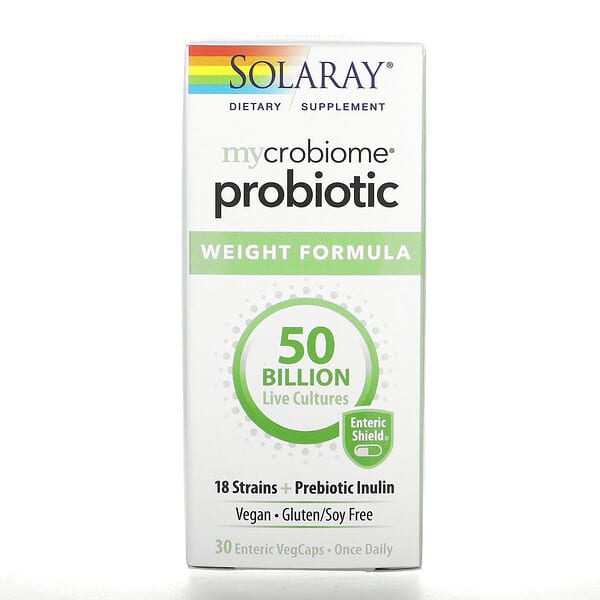 SOLARAY®
DIETARY / SUPPLEMENT
mycrobiome®
probiotic
WEIGHT FORMULA
50
BILLION
Live Cultures
Enteric
Shield®
18 Strains + Prebiotic Inulin
Vegan • Gluten/Soy Free
30 Enteric VegCaps • Once Daily